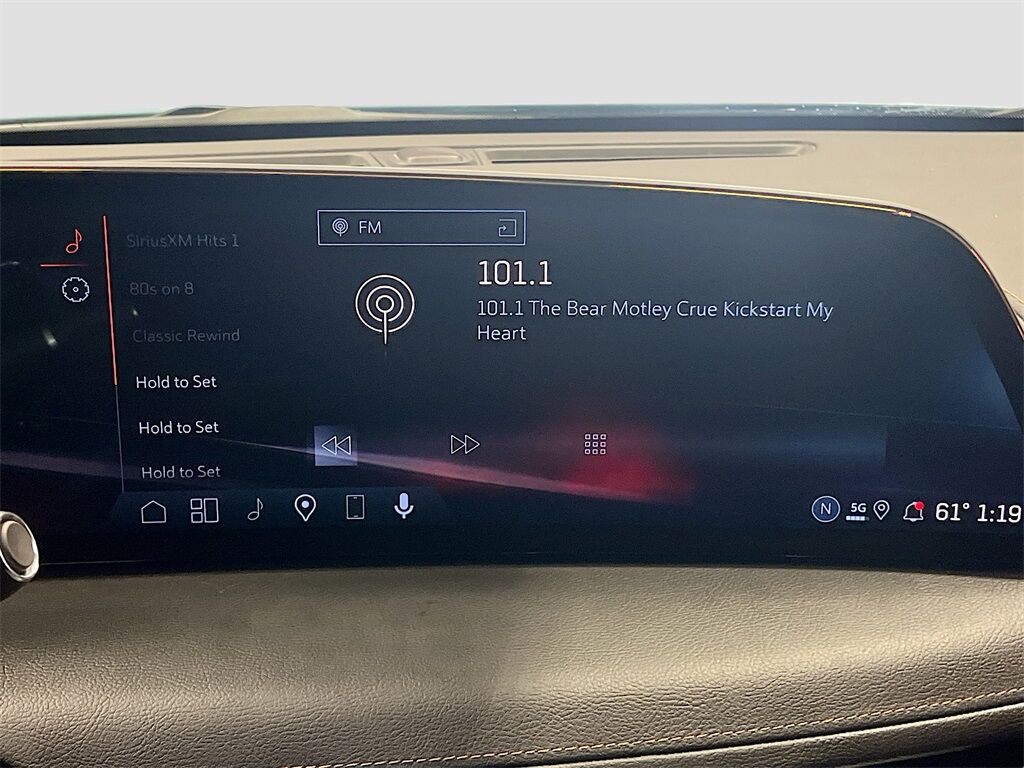 SiriusXM Hits 1
80s on 8
Classic Rewind
Hold to Set
Hold to Set
Hold to Set
FM
101.1
101.1 The Bear Motley Crue Kickstart My
Heart
N 5G 61° 1:19